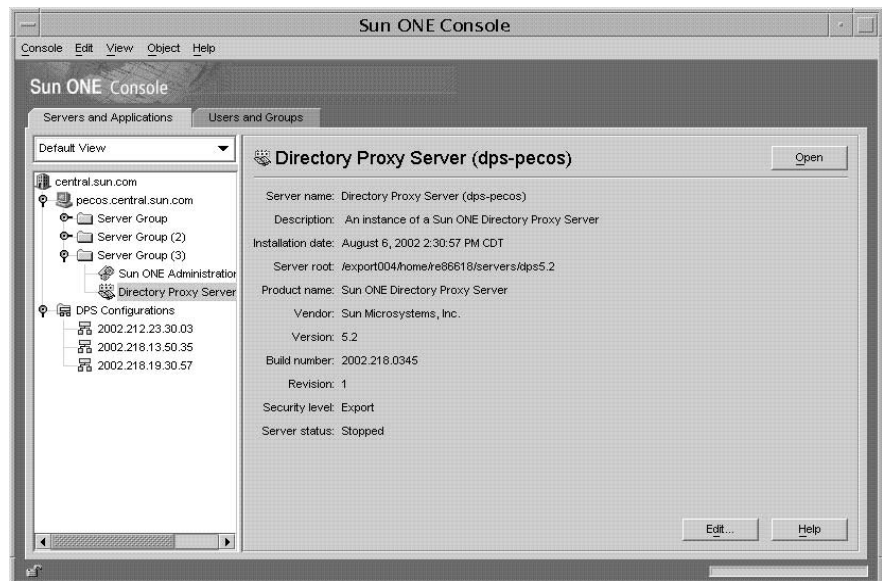 Sun ONE Console
Console Edit View Object Help
Sun ONE Console
Servers and Applications
Users and Groups
Default View
central.sun.com
pecos.central.sun.com
Server Group
Server Group (2)
Server Group (3)
Sun ONE Administration
Directory Proxy Server
DPS Configurations
2002.212.23.30.03
2002.218.13.50.35
2002.218.19.30.57
Directory Proxy Server (dps-pecos)
Open
Server name: Directory Proxy Server (dps-pecos)
Description: An instance of a Sun ONE Directory Proxy Server
Installation date: August 6, 2002 2:30:57 PM CDT
Server root: /export004/home/re86618/servers/dps5.2
Product name: Sun ONE Directory Proxy Server
Vendor: Sun Microsystems, Inc.
Version: 5.2
Build number: 2002.218.0345
Revision: 1
Security level: Export
Server status: Stopped
Edit...
Help